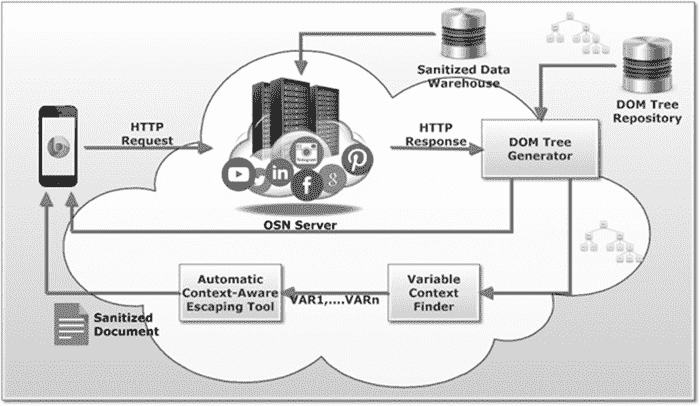 Sanitized Data
Warehouse
DOM Tree
Repository
HTTP
Request
HTTP
Response
DOM Tree
Generator
OSN Server
Automatic
Context-Aware
Escaping Tool
VAR1,....VARn
Variable
Context
Finder
Sanitized
Document